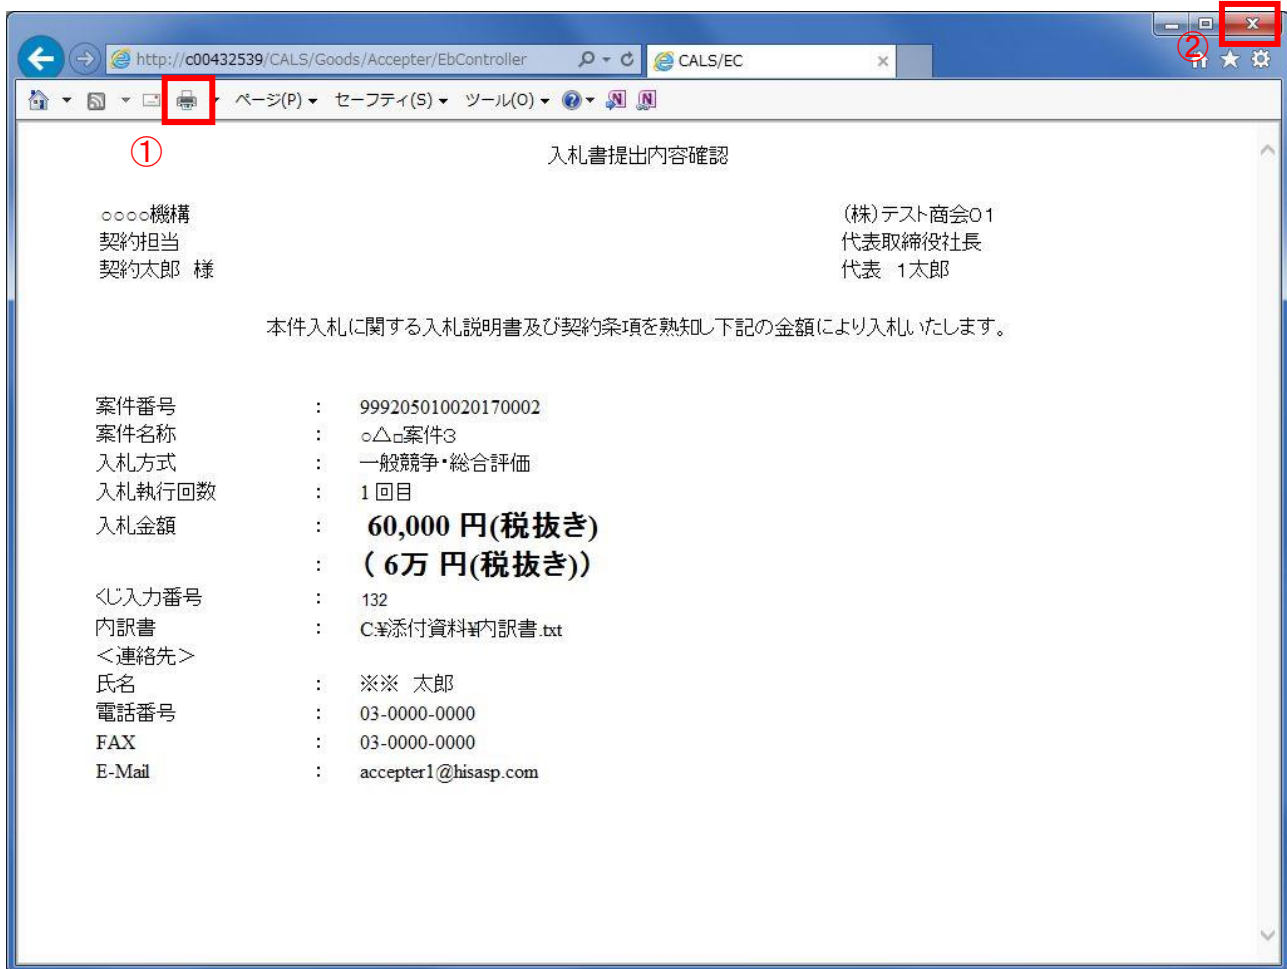 ②
http://c00432539/CALS/Goods/Accepter/EbController
CALS/EC
ページ(P) セーフティ(S) ツール(O)
①
入札書提出内容確認
○○○○機構
(株)テスト商会01
契約担当
代表取締役社長
契約太郎 様
代表 1太郎
本件入札に関する入札説明書及び契約条項を熟知し下記の金額により入札いたします。
案件番号 : 999205010020170002
案件名称 : ○△□案件3
入札方式 : 一般競争・総合評価
入札執行回数 : 1 回目
入札金額 : 60,000 円(税抜き)
: ( 6万 円(税抜き))
くじ入力番号 : 132
内訳書 : C:¥添付資料¥内訳書.txt
<連絡先>
氏名 : ※※ 太郎
電話番号 : 03-0000-0000
FAX : 03-0000-0000
E-Mail : accepter1@hisasp.com